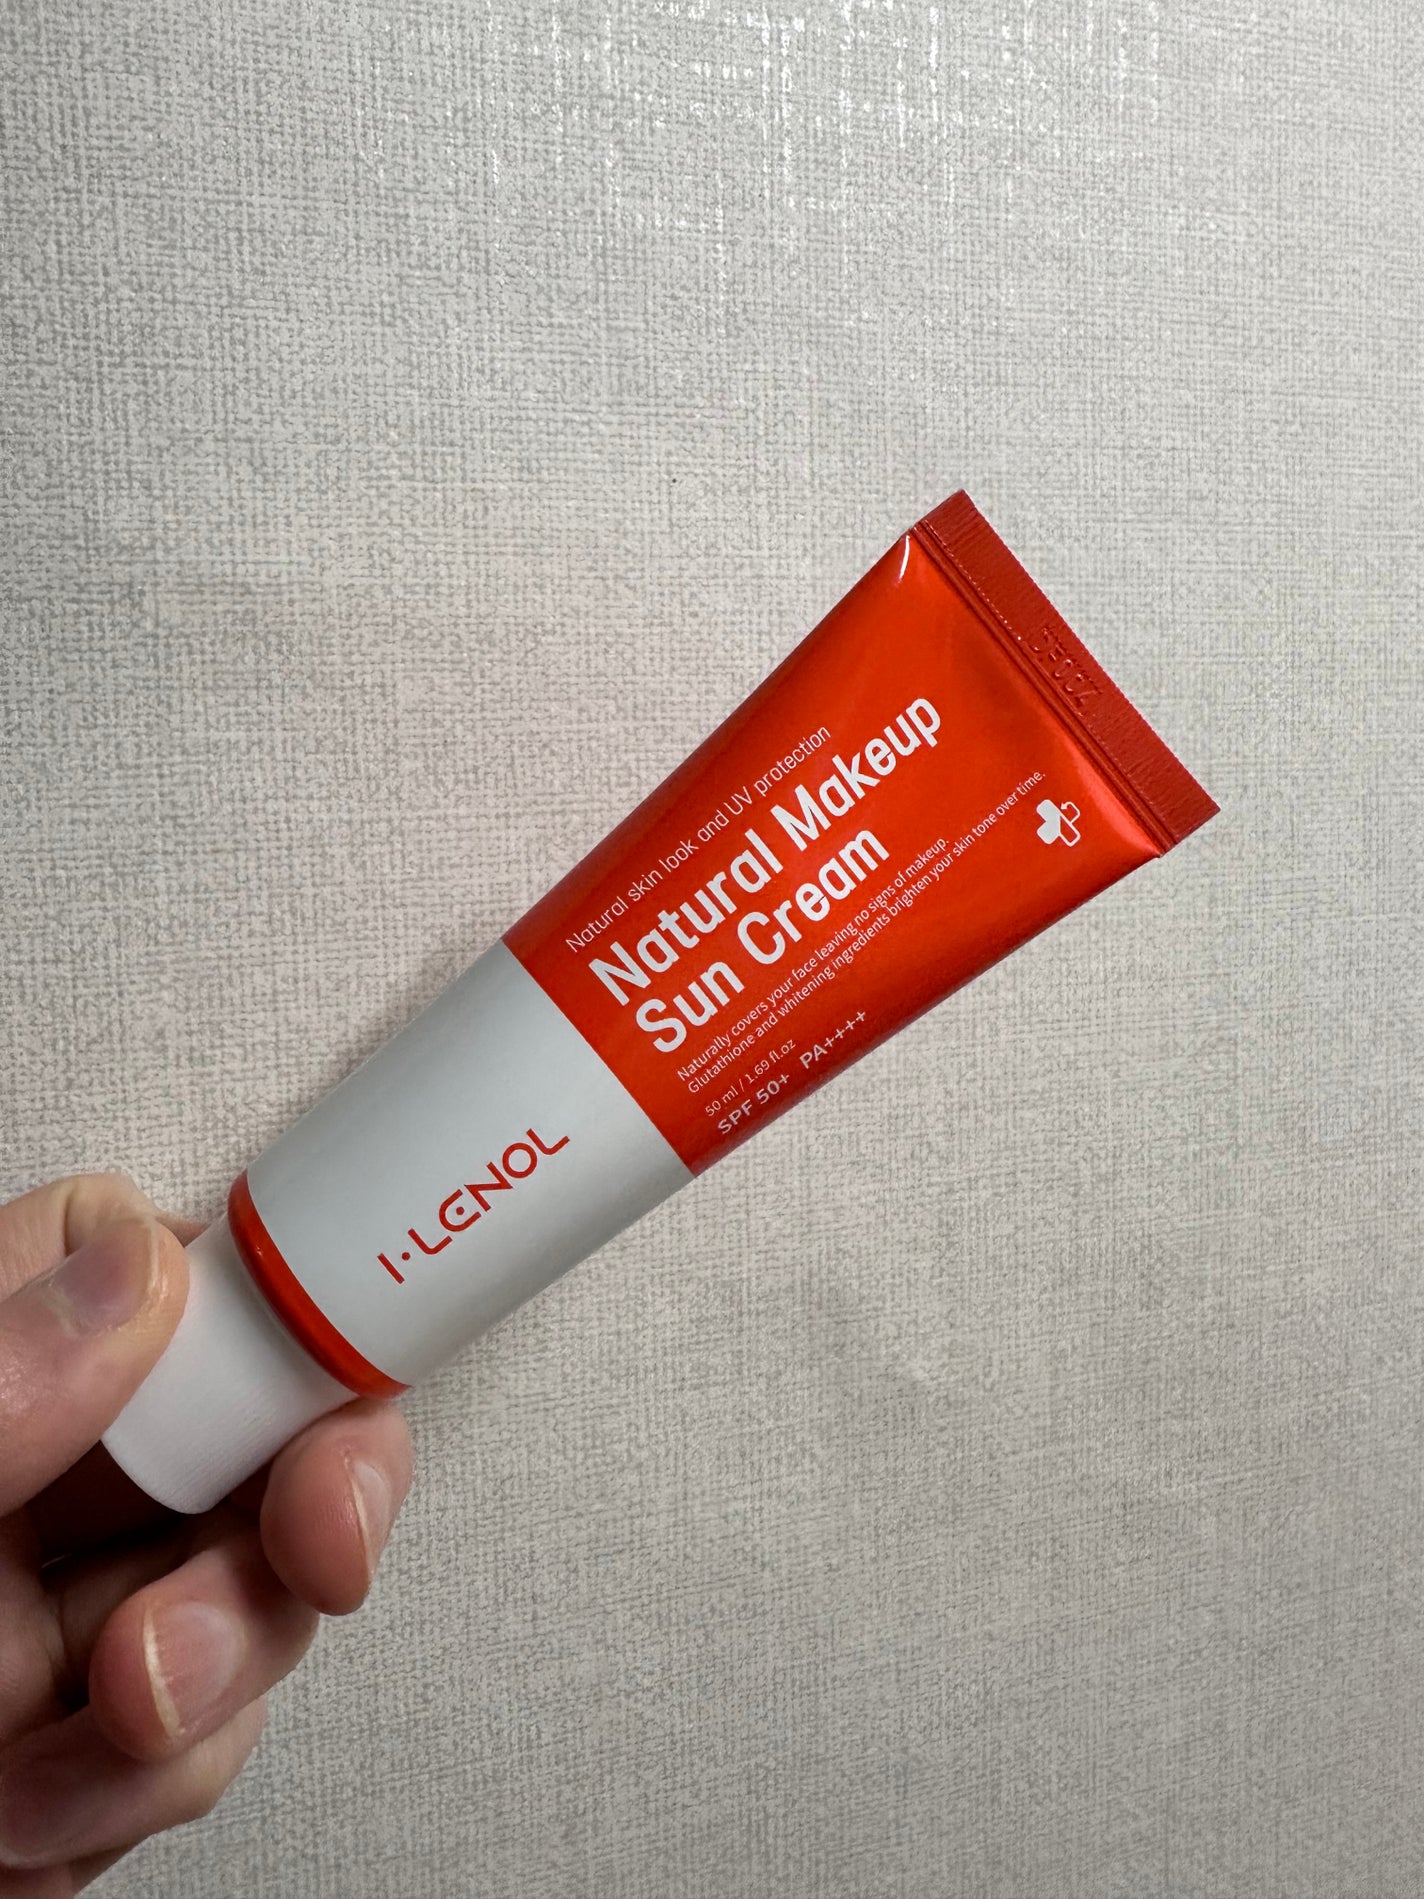 Natural skin look and UV protection
Natural Makeup
Sun Cream
Naturally covers your face leaving no signs of makeup.
Glutathione and whitening ingredients brighten your skin tone over time.
50 ml / 1.69 fl.oz
SPF 50+ PA++++
I·LENOL